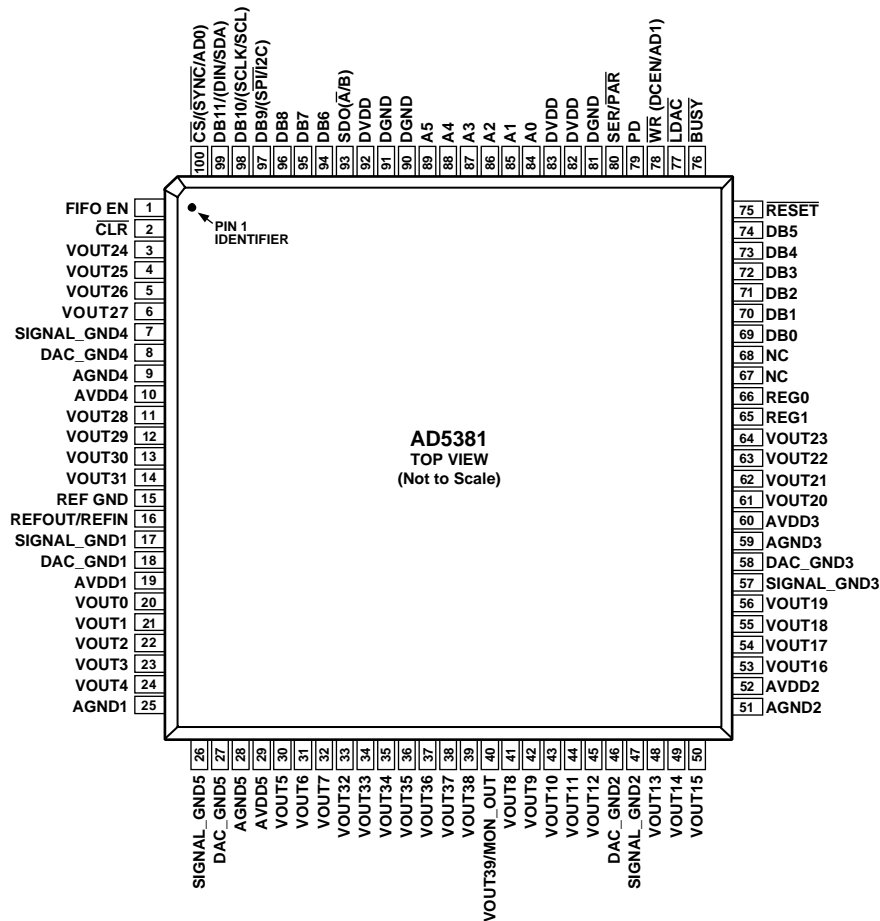 100 CS/(SYNC/AD0)
99 DB11/(DIN/SDA)
98 DB10/(SCLK/SCL)
97 DB9/(SPI/I2C)
96 DB8
95 DB7
94 DB6
93 SDO(A/B)
92 DVDD
91 DGND
90 DGND
89 A5
88 A4
87 A3
86 A2
85 A1
84 A0
83 DVDD
82 DVDD
81 DGND
80 SER/PAR
79 PD
78 WR (DCEN/AD1)
77 LDAC
76 BUSY
FIFO EN 1
CLR 2
VOUT24 3
VOUT25 4
VOUT26 5
VOUT27 6
SIGNAL_GND4 7
DAC_GND4 8
AGND4 9
AVDD4 10
VOUT28 11
VOUT29 12
VOUT30 13
VOUT31 14
REF GND 15
REFOUT/REFIN 16
SIGNAL_GND1 17
DAC_GND1 18
AVDD1 19
VOUT0 20
VOUT1 21
VOUT2 22
VOUT3 23
VOUT4 24
AGND1 25
PIN 1
IDENTIFIER
AD5381
TOP VIEW
(Not to Scale)
75 RESET
74 DB5
73 DB4
72 DB3
71 DB2
70 DB1
69 DB0
68 NC
67 NC
66 REG0
65 REG1
64 VOUT23
63 VOUT22
62 VOUT21
61 VOUT20
60 AVDD3
59 AGND3
58 DAC_GND3
57 SIGNAL_GND3
56 VOUT19
55 VOUT18
54 VOUT17
53 VOUT16
52 AVDD2
51 AGND2
SIGNAL_GND5 26
DAC_GND5 27
AGND5 28
AVDD5 29
VOUT5 30
VOUT6 31
VOUT7 32
VOUT32 33
VOUT33 34
VOUT34 35
VOUT35 36
VOUT36 37
VOUT37 38
VOUT38 39
VOUT39/MON_OUT 40
VOUT8 41
VOUT9 42
VOUT10 43
VOUT11 44
VOUT12 45
DAC_GND2 46
SIGNAL_GND2 47
VOUT13 48
VOUT14 49
VOUT15 50